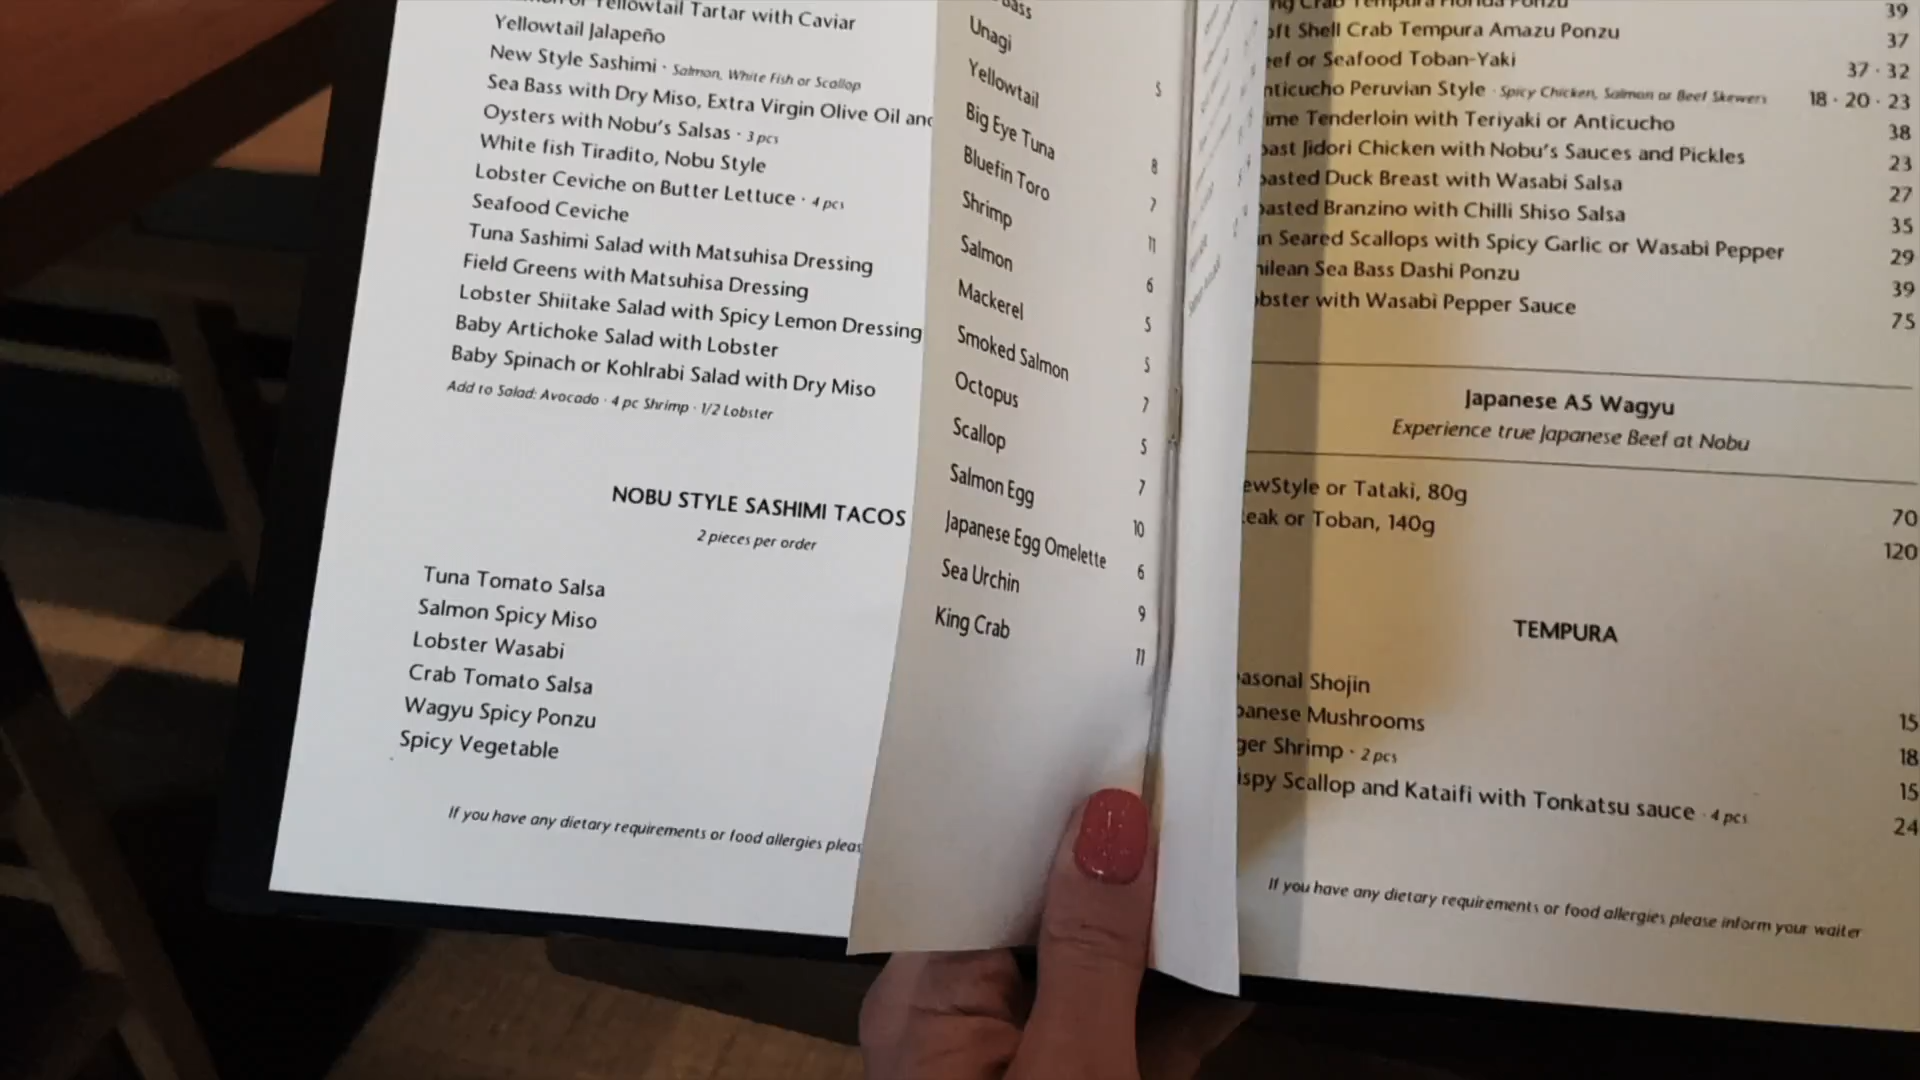 Yellowtail Tartar with Caviar
Yellowtail Jalapeño
New Style Sashimi · Salmon, White Fish or Scallop
Sea Bass with Dry Miso, Extra Virgin Olive Oil and
Oysters with Nobu's Salsas · 3 pcs
White fish Tiradito, Nobu Style
Lobster Ceviche on Butter Lettuce · 4 pcs
Seafood Ceviche
Tuna Sashimi Salad with Matsuhisa Dressing
Field Greens with Matsuhisa Dressing
Lobster Shiitake Salad with Spicy Lemon Dressing
Baby Artichoke Salad with Lobster
Baby Spinach or Kohlrabi Salad with Dry Miso
Add to Salad: Avocado · 4 pc Shrimp · 1/2 Lobster
NOBU STYLE SASHIMI TACOS
2 pieces per order
Tuna Tomato Salsa
Salmon Spicy Miso
Lobster Wasabi
Crab Tomato Salsa
Wagyu Spicy Ponzu
Spicy Vegetable
If you have any dietary requirements or food allergies pleas
Bass
Unagi 5
Yellowtail
Big Eye Tuna 8
Bluefin Toro 7
Shrimp 11
Salmon 6
Mackerel 5
Smoked Salmon 5
Octopus 7
Scallop 5
Salmon Egg 7
Japanese Egg Omelette 10
Sea Urchin 6
King Crab 9
11
ng Crab Tempura Ponzu 39
oft Shell Crab Tempura Amazu Ponzu 37
eef or Seafood Toban-Yaki 37 · 32
nticucho Peruvian Style · Spicy Chicken, Salmon or Beef Skewers 18 · 20 · 23
ime Tenderloin with Teriyaki or Anticucho 38
oast Jidori Chicken with Nobu's Sauces and Pickles 23
oasted Duck Breast with Wasabi Salsa 27
oasted Branzino with Chilli Shiso Salsa 35
n Seared Scallops with Spicy Garlic or Wasabi Pepper 29
hilean Sea Bass Dashi Ponzu 39
obster with Wasabi Pepper Sauce 75
Japanese A5 Wagyu
Experience true Japanese Beef at Nobu
ewStyle or Tataki, 80g 70
eak or Toban, 140g 120
TEMPURA
easonal Shojin 15
panese Mushrooms 18
ger Shrimp · 2 pcs 15
ispy Scallop and Kataifi with Tonkatsu sauce · 4 pcs 24
If you have any dietary requirements or food allergies please inform your waiter